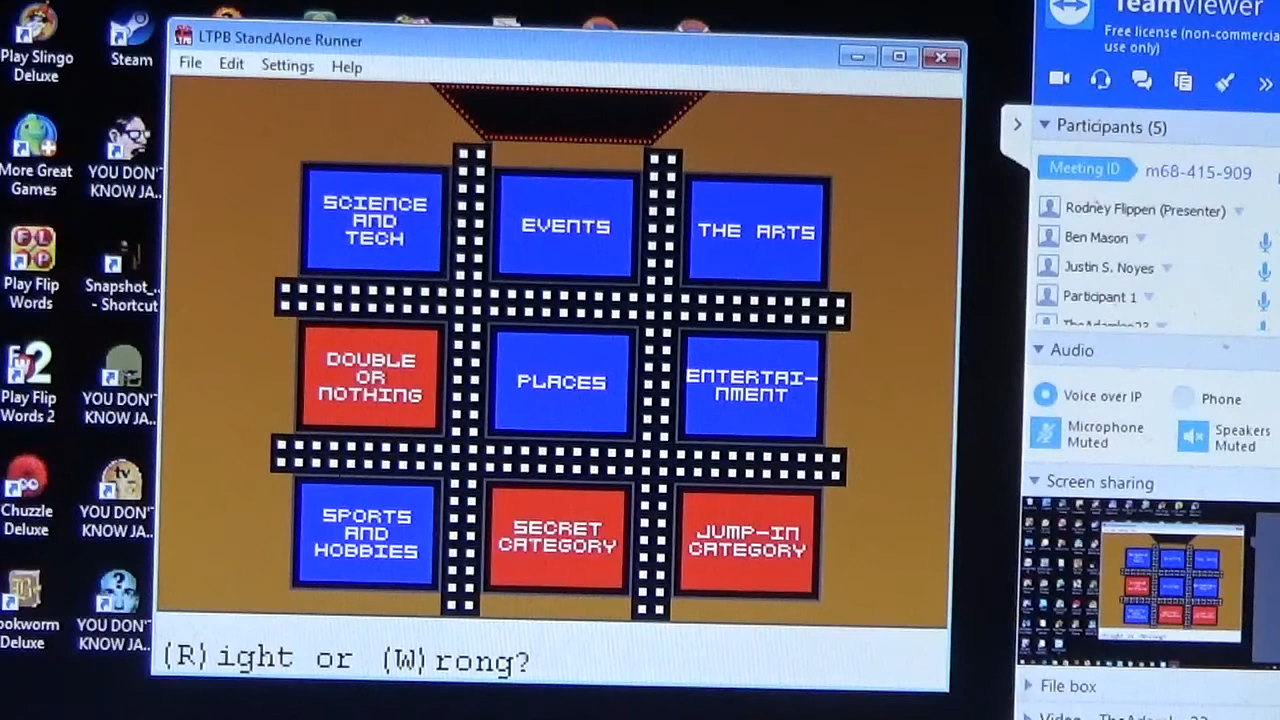 Play Slingo
Deluxe
Steam
More Great
Games
YOU DON'T
KNOW JA...
Play Flip
Words
Snapshot_...
- Shortcut
Play Flip
Words 2
YOU DON'T
KNOW JA...
Chuzzle
Deluxe
YOU DON'T
KNOW JA...
ookworm
Deluxe
YOU DON'T
KNOW JA...
LTPB StandAlone Runner
File Edit Settings Help
SCIENCE
AND
TECH
EVENTS
THE ARTS
DOUBLE
OR
NOTHING
PLACES
ENTERTAI-
NMENT
SPORTS
AND
HOBBIES
SECRET
CATEGORY
JUMP-IN
CATEGORY
(R)ight or (W)rong?
TeamViewer
Free license (non-commercia
use only)
Participants (5)
Meeting ID m68-415-909
Rodney Flippen (Presenter)
Ben Mason
Justin S. Noyes
Participant 1
Audio
Voice over IP Phone
Microphone
Muted
Speakers
Muted
Screen sharing
File box